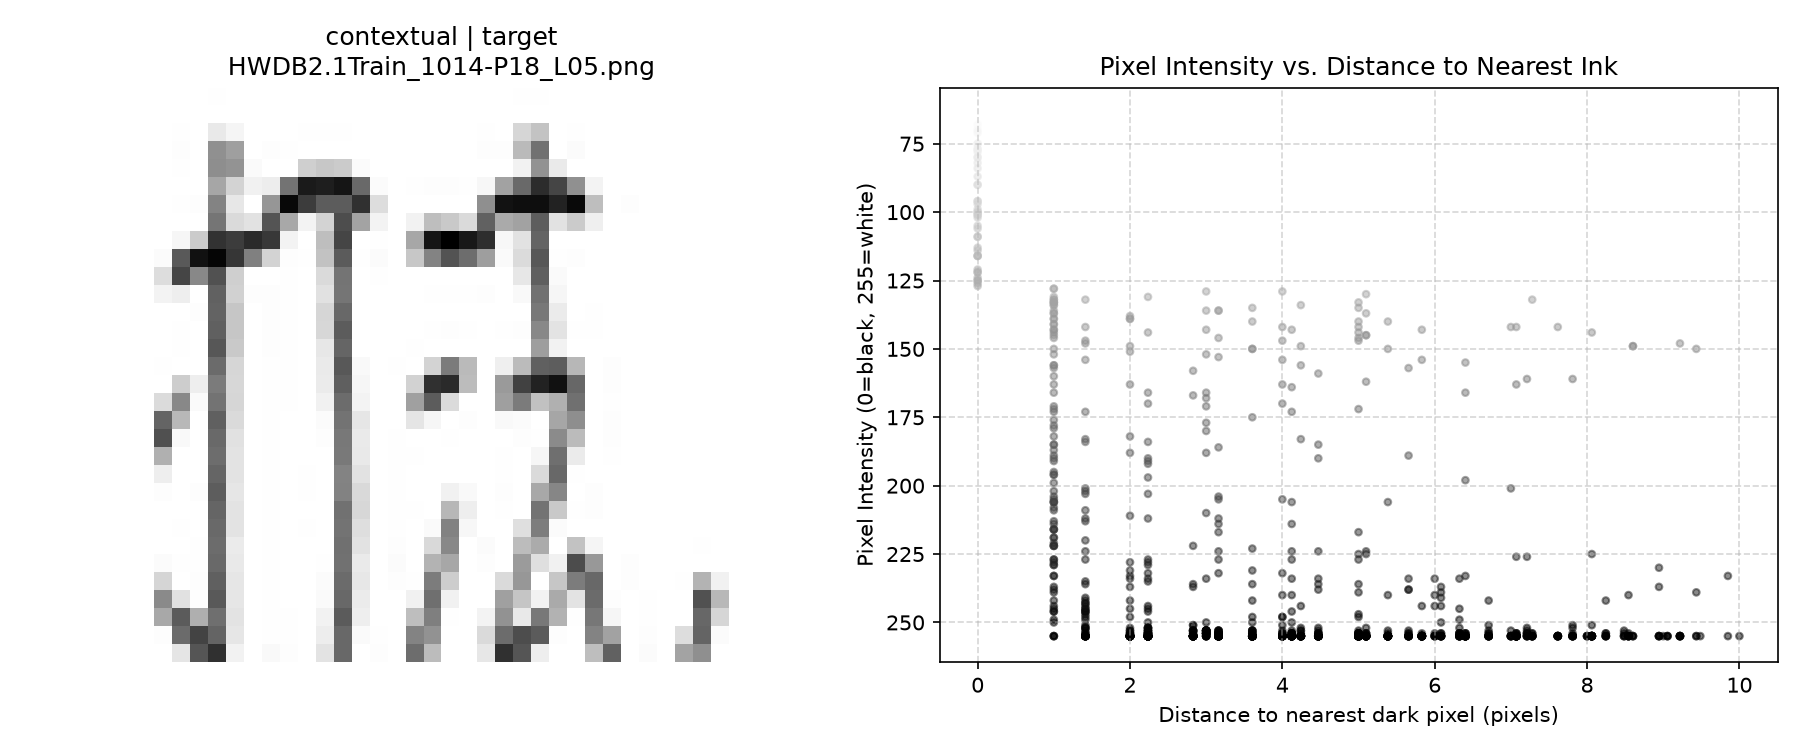 contextual | target
HWDB2.1Train_1014-P18_L05.png
Pixel Intensity vs. Distance to Nearest Ink
Pixel Intensity (0=black, 255=white)
75
100
125
150
175
200
225
250
0 2 4 6 8 10
Distance to nearest dark pixel (pixels)